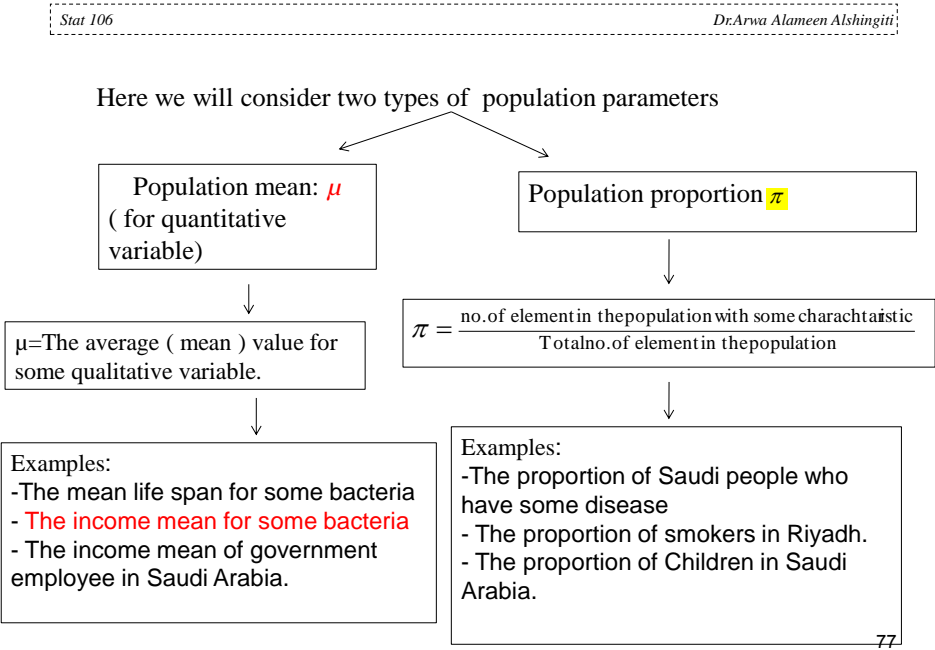 Stat 106 Dr.Arwa Alameen Alshingiti
Here we will consider two types of population parameters
Population mean: μ
( for quantitative
variable)
μ=The average ( mean ) value for
some qualitative variable.
Examples:
-The mean life span for some bacteria
- The income mean for some bacteria
- The income mean of government
employee in Saudi Arabia.
Population proportion π
π = no.of element in the population with some charachtaristic
Total no.of element in the population
Examples:
-The proportion of Saudi people who
have some disease
- The proportion of smokers in Riyadh.
- The proportion of Children in Saudi
Arabia.
77